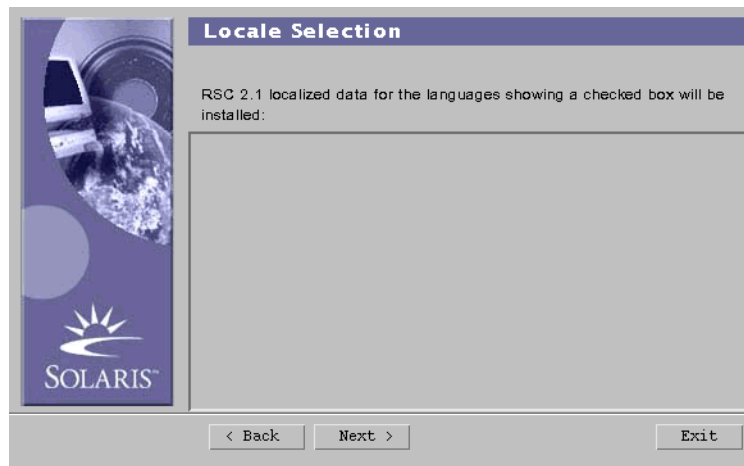 Locale Selection
RSC 2.1 localized data for the languages showing a checked box will be
installed:
SOLARIS™
< Back
Next >
Exit